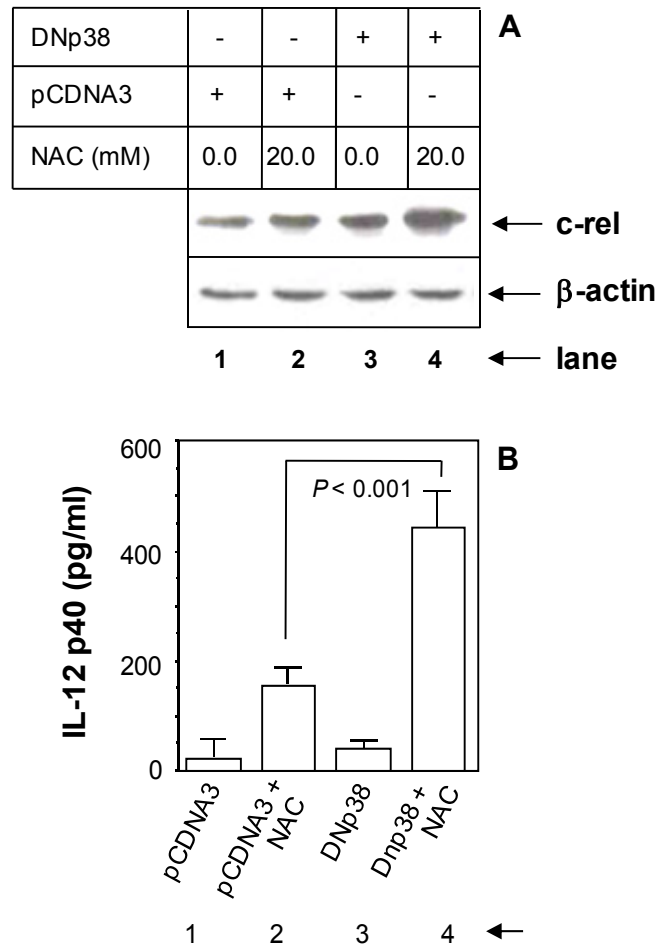 A
DNp38 - - + +
pCDNA3 + + - -
NAC (mM) 0.0 20.0 0.0 20.0
c-rel
β-actin
1 2 3 4 lane
B
IL-12 p40 (pg/ml)
600
400
200
0
P < 0.001
pCDNA3
pCDNA3 +
NAC
DNp38
Dnp38 +
NAC
1 2 3 4